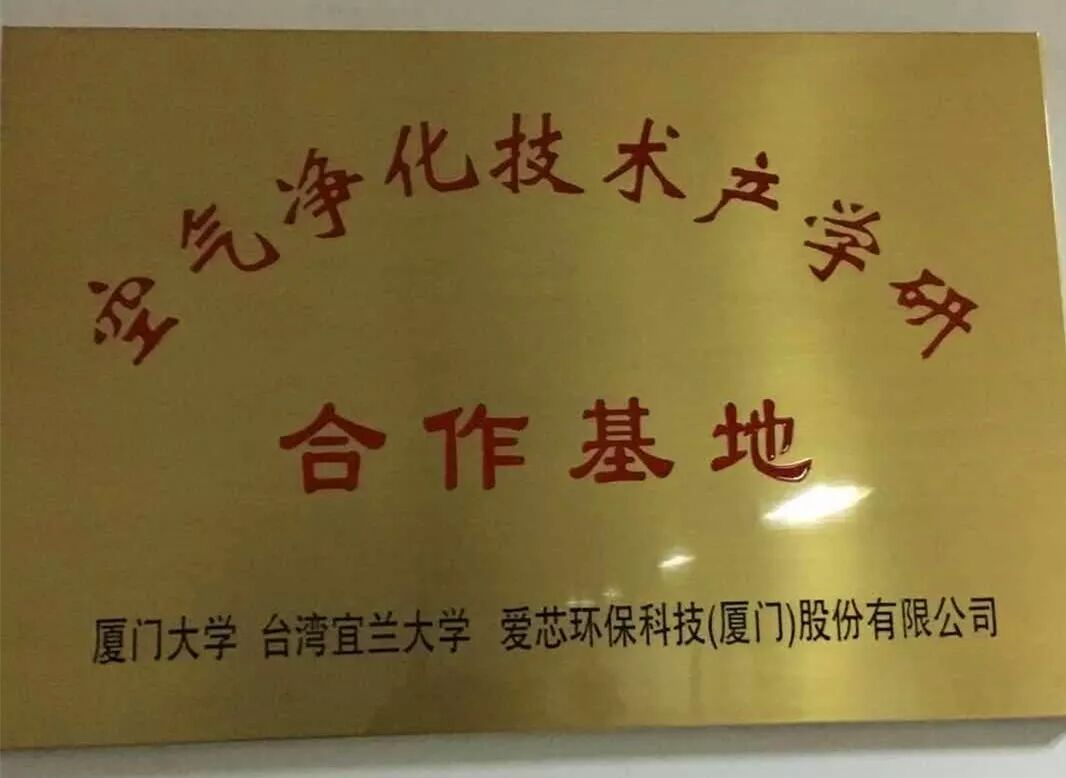 空气净化技术产学研
合作基地
厦门大学 台湾宜兰大学 爱芯环保科技(厦门)股份有限公司